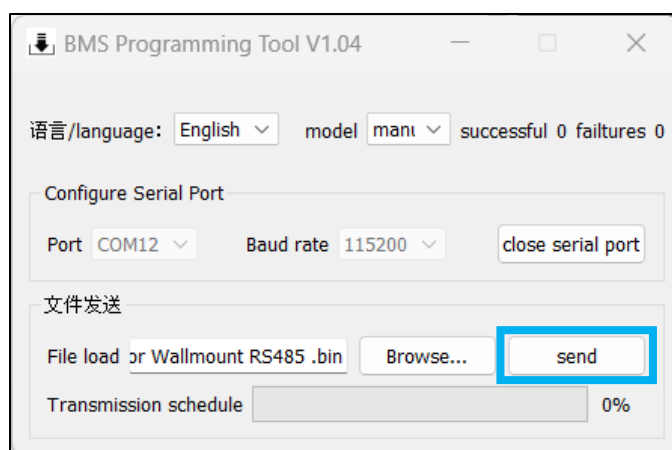 BMS Programming Tool V1.04
语言/language: English model manu successful 0 failtures 0
Configure Serial Port
Port COM12 Baud rate 115200 close serial port
文件发送
File load or Wallmount RS485 .bin Browse... send
Transmission schedule 0%